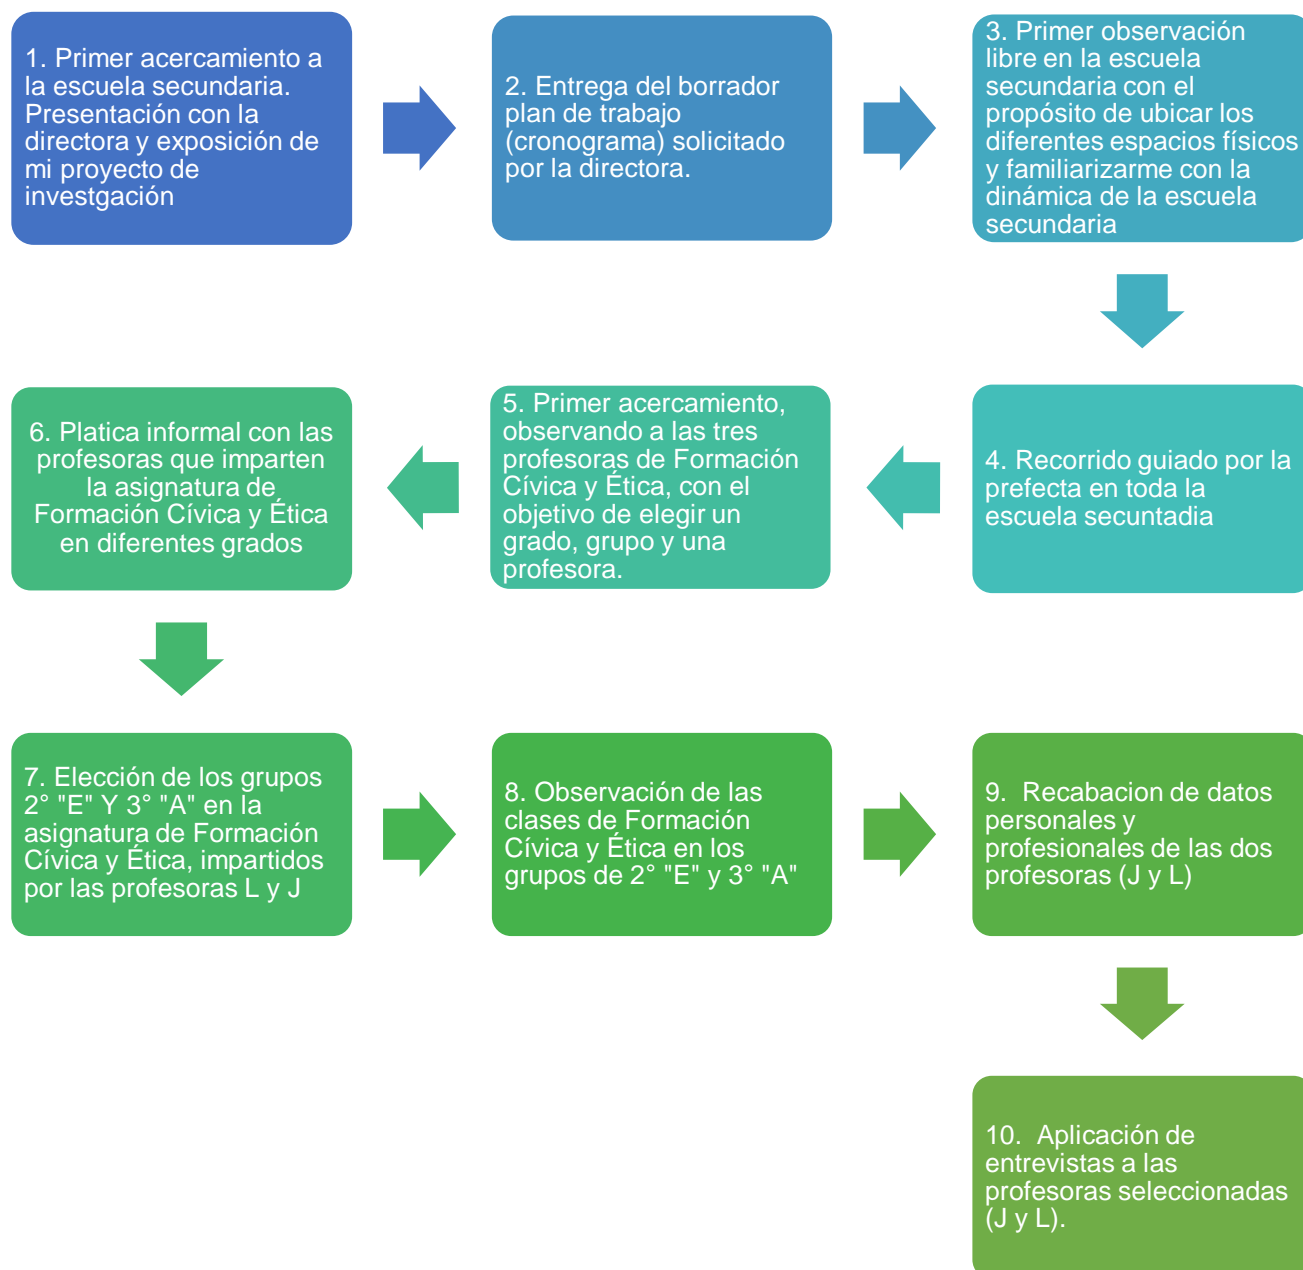 1. Primer acercamiento a
la escuela secundaria.
Presentación con la
directora y exposición de
mi proyecto de
investgación
2. Entrega del borrador
plan de trabajo
(cronograma) solicitado
por la directora.
3. Primer observación
libre en la escuela
secundaria con el
propósito de ubicar los
diferentes espacios físicos
y familiarizarme con la
dinámica de la escuela
secundaria
4. Recorrido guiado por la
prefecta en toda la
escuela secuntadia
5. Primer acercamiento,
observando a las tres
profesoras de Formación
Cívica y Ética, con el
objetivo de elegir un
grado, grupo y una
profesora.
6. Platica informal con las
profesoras que imparten
la asignatura de
Formación Cívica y Ética
en diferentes grados
7. Elección de los grupos
2° "E" Y 3° "A" en la
asignatura de Formación
Cívica y Ética, impartidos
por las profesoras L y J
8. Observación de las
clases de Formación
Cívica y Ética en los
grupos de 2° "E" y 3° "A"
9.  Recabacion de datos
personales y
profesionales de las dos
profesoras (J y L)
10.  Aplicación de
entrevistas a las
profesoras seleccionadas
(J y L).